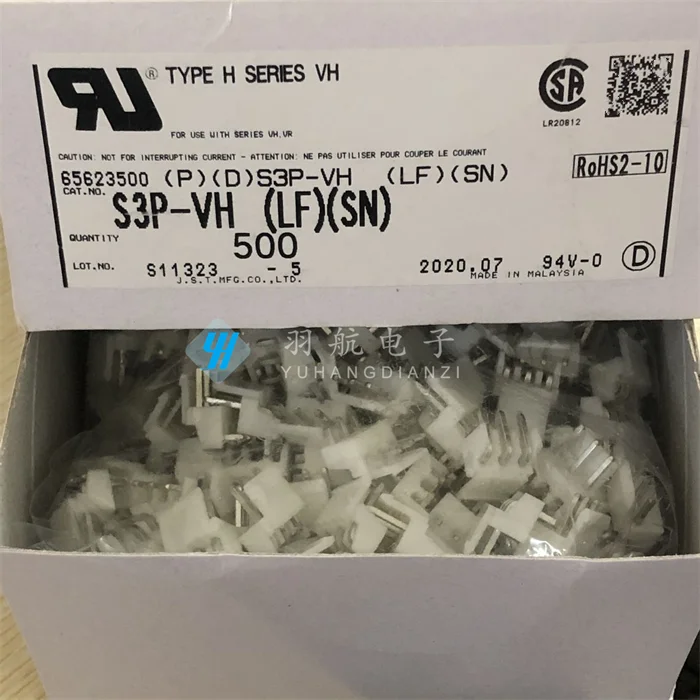 RU ® TYPE H SERIES VH
FOR USE WITH SERIES VH,VR
CSA
LR20812
CAUTION: NOT FOR INTERRUPTING CURRENT - ATTENTION: NE PAS UTILISER POUR COUPER LE COURANT
65623500 (P)(D)S3P-VH (LF)(SN)
RoHS2-10
CAT.NO. S3P-VH (LF)(SN)
QUANTITY 500
LOT.NO. S11323 - 5 2020.07 94V-0 D
J.S.T.MFG.CO.,LTD. MADE IN MALAYSIA
羽航电子
YUHANGDIANZI